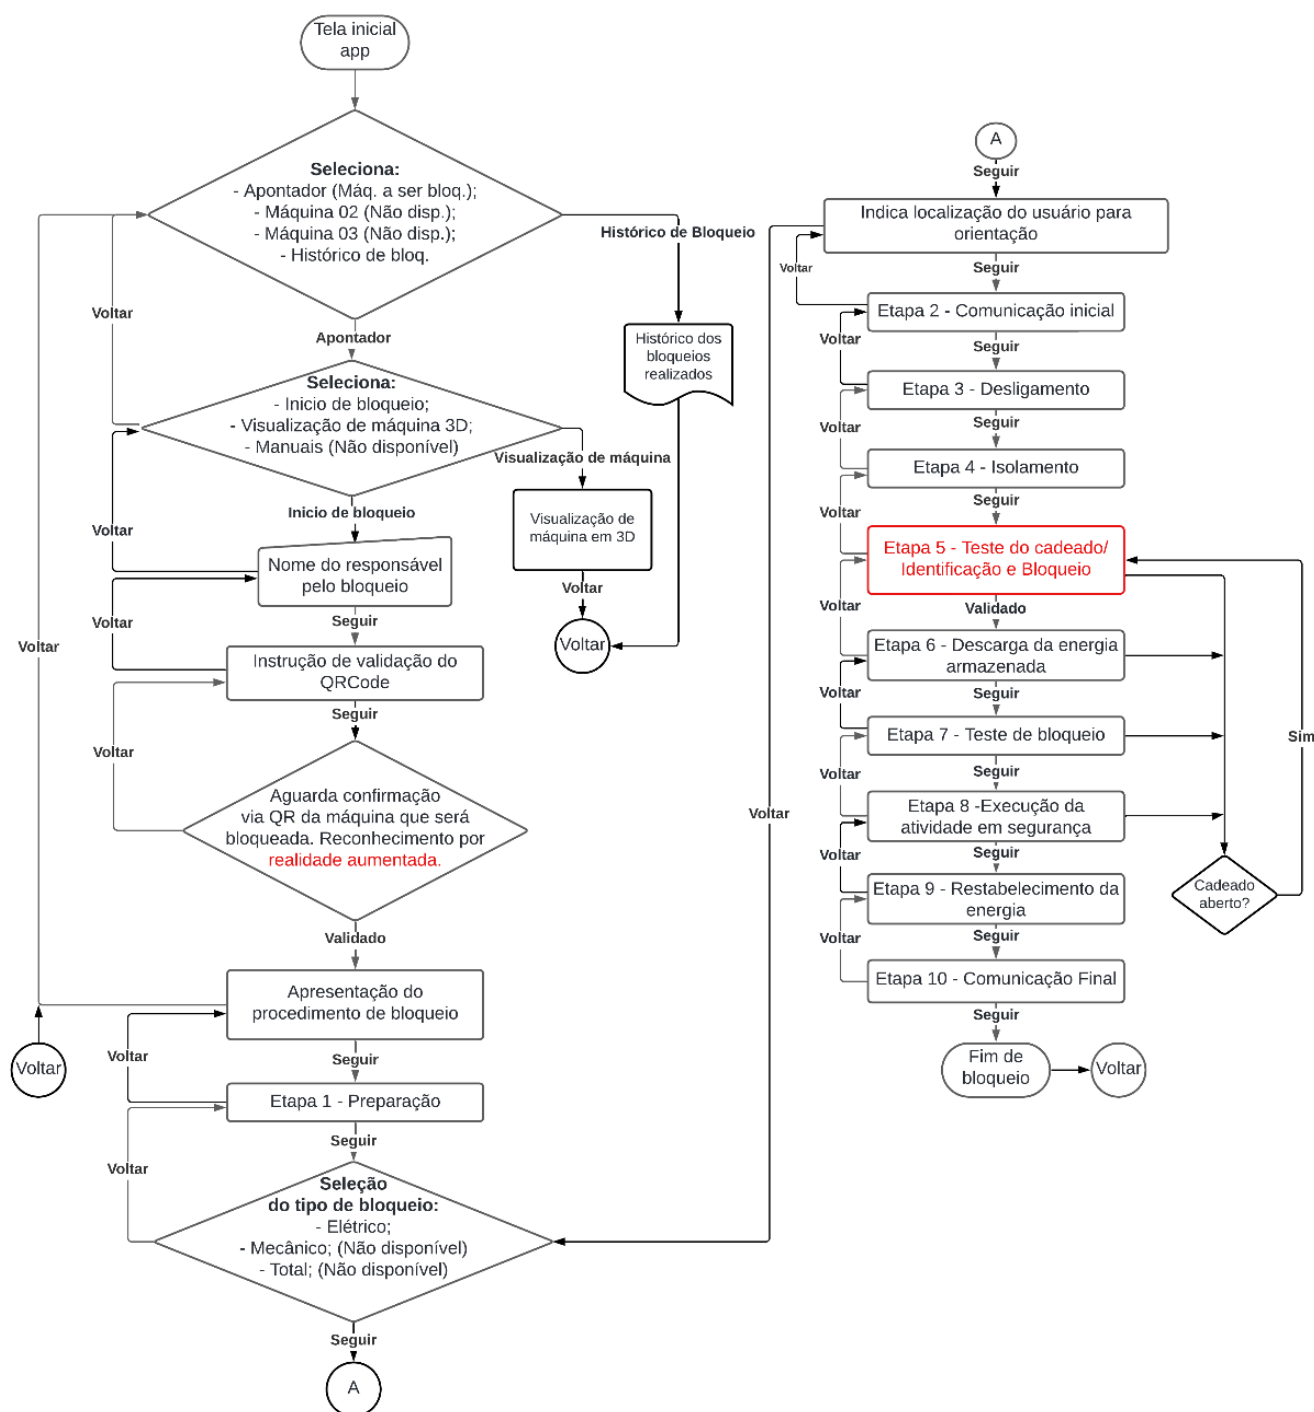 Tela inicial
app
Seleciona:
- Apontador (Máq. a ser bloq.);
- Máquina 02 (Não disp.);
- Máquina 03 (Não disp.);
- Histórico de bloq.
Histórico de Bloqueio
Voltar
Apontador
Histórico dos
bloqueios
realizados
Seleciona:
- Inicio de bloqueio;
- Visualização de máquina 3D;
- Manuais (Não disponível)
Visualização de máquina
Inicio de bloqueio
Visualização de
máquina em 3D
Voltar
Nome do responsável
pelo bloqueio
Voltar
Voltar
Seguir
Voltar
Voltar
Instrução de validação do
QRCode
Seguir
Voltar
Aguarda confirmação
via QR da máquina que será
bloqueada. Reconhecimento por
realidade aumentada.
Validado
Apresentação do
procedimento de bloqueio
Voltar
Voltar
Seguir
Etapa 1 - Preparação
Seguir
Voltar
Seleção
do tipo de bloqueio:
- Elétrico;
- Mecânico; (Não disponível)
- Total; (Não disponível)
Seguir
A
A
Seguir
Indica localização do usuário para
orientação
Voltar
Seguir
Etapa 2 - Comunicação inicial
Voltar
Seguir
Etapa 3 - Desligamento
Voltar
Seguir
Etapa 4 - Isolamento
Voltar
Seguir
Etapa 5 - Teste do cadeado/
Identificação e Bloqueio
Voltar
Validado
Etapa 6 - Descarga da energia
armazenada
Voltar
Seguir
Etapa 7 - Teste de bloqueio
Sim
Voltar
Seguir
Etapa 8 -Execução da
atividade em segurança
Voltar
Voltar
Seguir
Etapa 9 - Restabelecimento da
energia
Cadeado
aberto?
Voltar
Seguir
Etapa 10 - Comunicação Final
Seguir
Fim de
bloqueio
Voltar